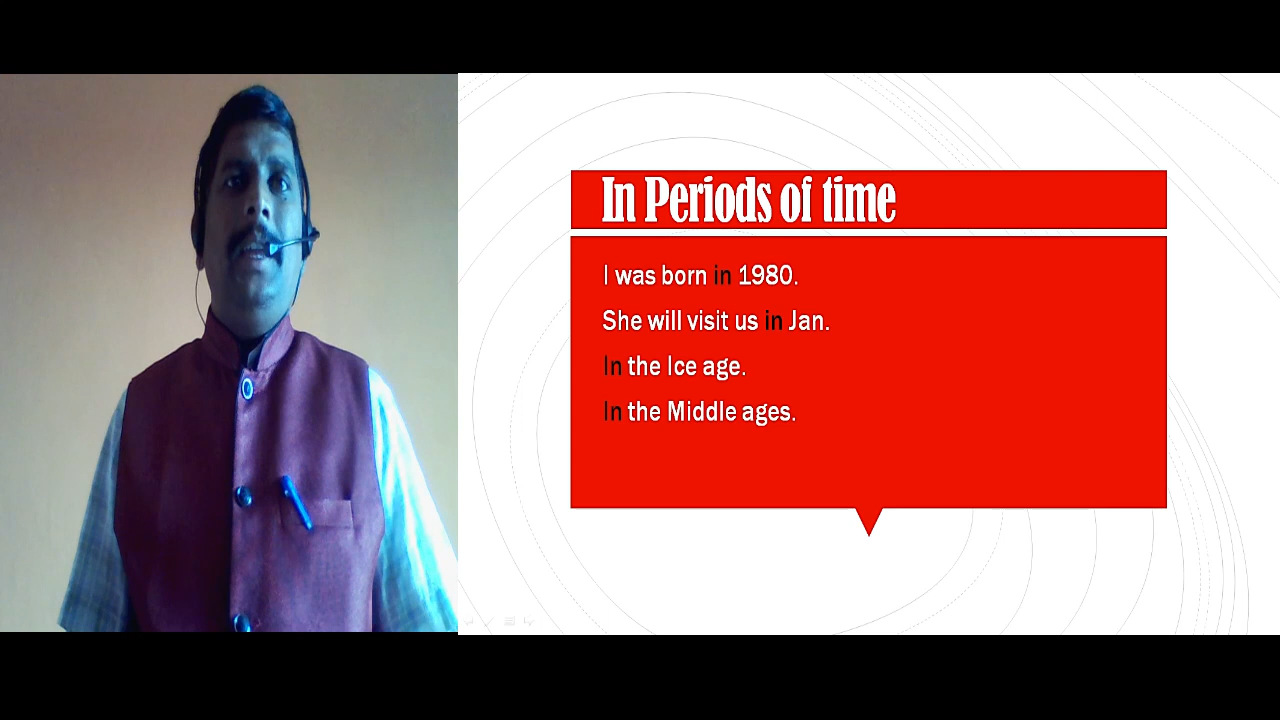 In Periods of time
I was born in 1980.
She will visit us in Jan.
In the Ice age.
In the Middle ages.